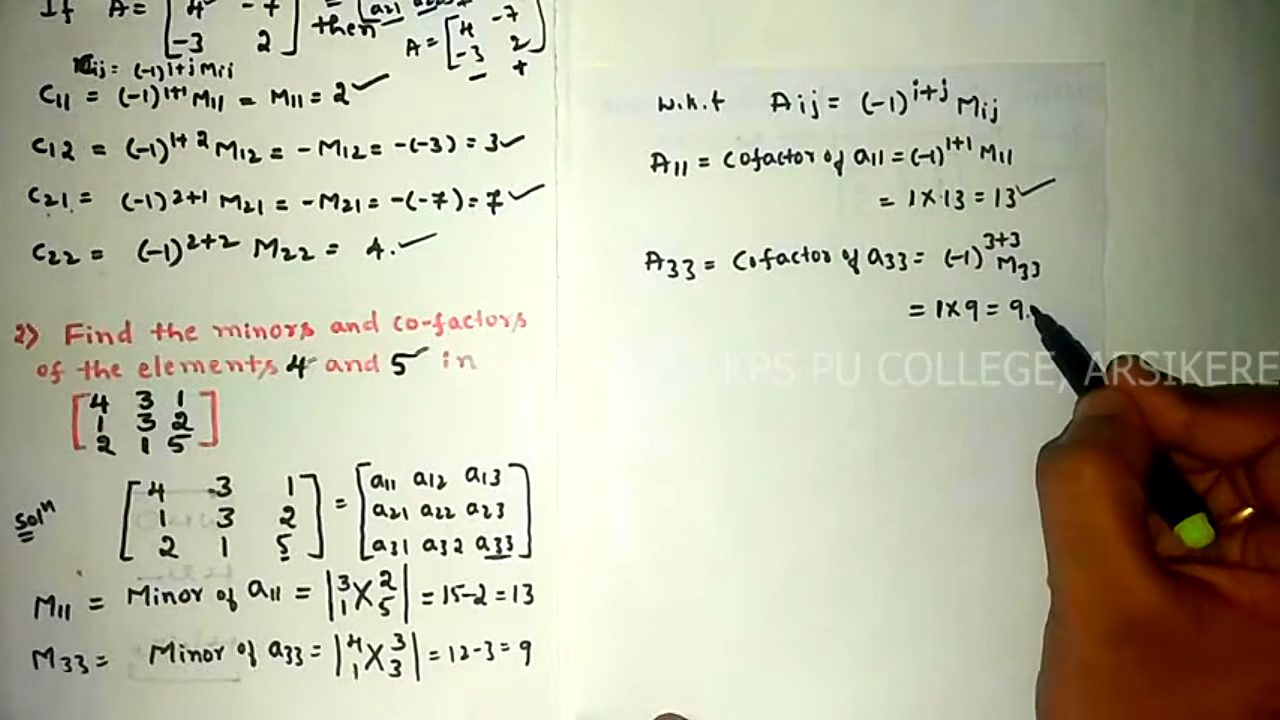 If A = [4 -7
-3 2] then A = [4 -7
-3 2]
- +
Cij = (-1)i+j Mij
C11 = (-1)1+1 M11 = M11 = 2 ✓
C12 = (-1)1+2 M12 = -M12 = -(-3) = 3 ✓
C21 = (-1)2+1 M21 = -M21 = -(-7) = 7 ✓
C22 = (-1)2+2 M22 = 4. ✓
2) Find the minors and co-factors
of the elements 4 and 5 in
[4 3 1
1 3 2
2 1 5]
Soln [4 3 1
1 3 2
2 1 5] = [a11 a12 a13
a21 a22 a23
a31 a32 a33]
M11 = Minor of a11 = |3 2
1 5| = 15-2 = 13
M33 = Minor of a33 = |4 3
1 3| = 12-3 = 9
W.k.t Aij = (-1)i+j Mij
A11 = Cofactor of a11 = (-1)1+1 M11
= 1×13 = 13 ✓
A33 = Cofactor of a33 = (-1)3+3 M33
= 1×9 = 9.
KPS PU COLLEGE, ARSIKERE